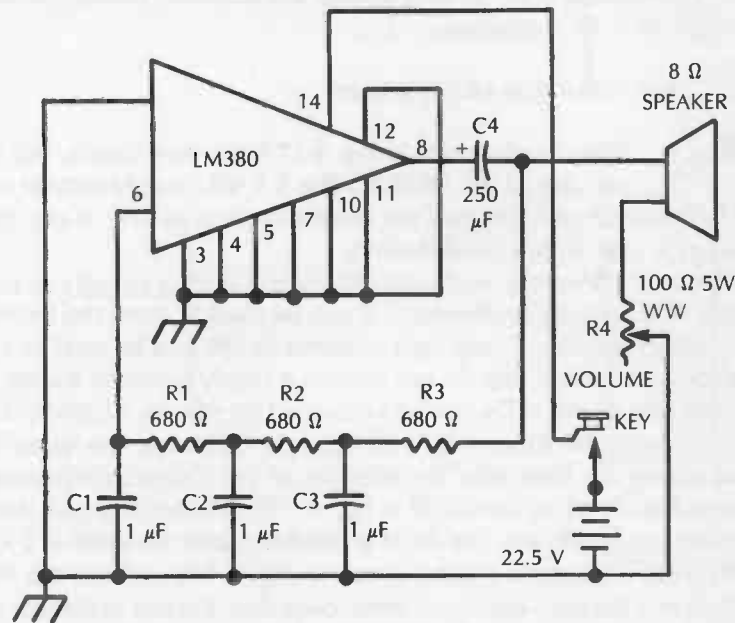 8 Ω
SPEAKER
14
12
C4
LM380
8
+
250
µF
6
10
11
7
5
4
3
100 Ω 5W
WW
R4
VOLUME
KEY
R1
680 Ω
R2
680 Ω
R3
680 Ω
C1
1 µF
C2
1 µF
C3
1 µF
22.5 V